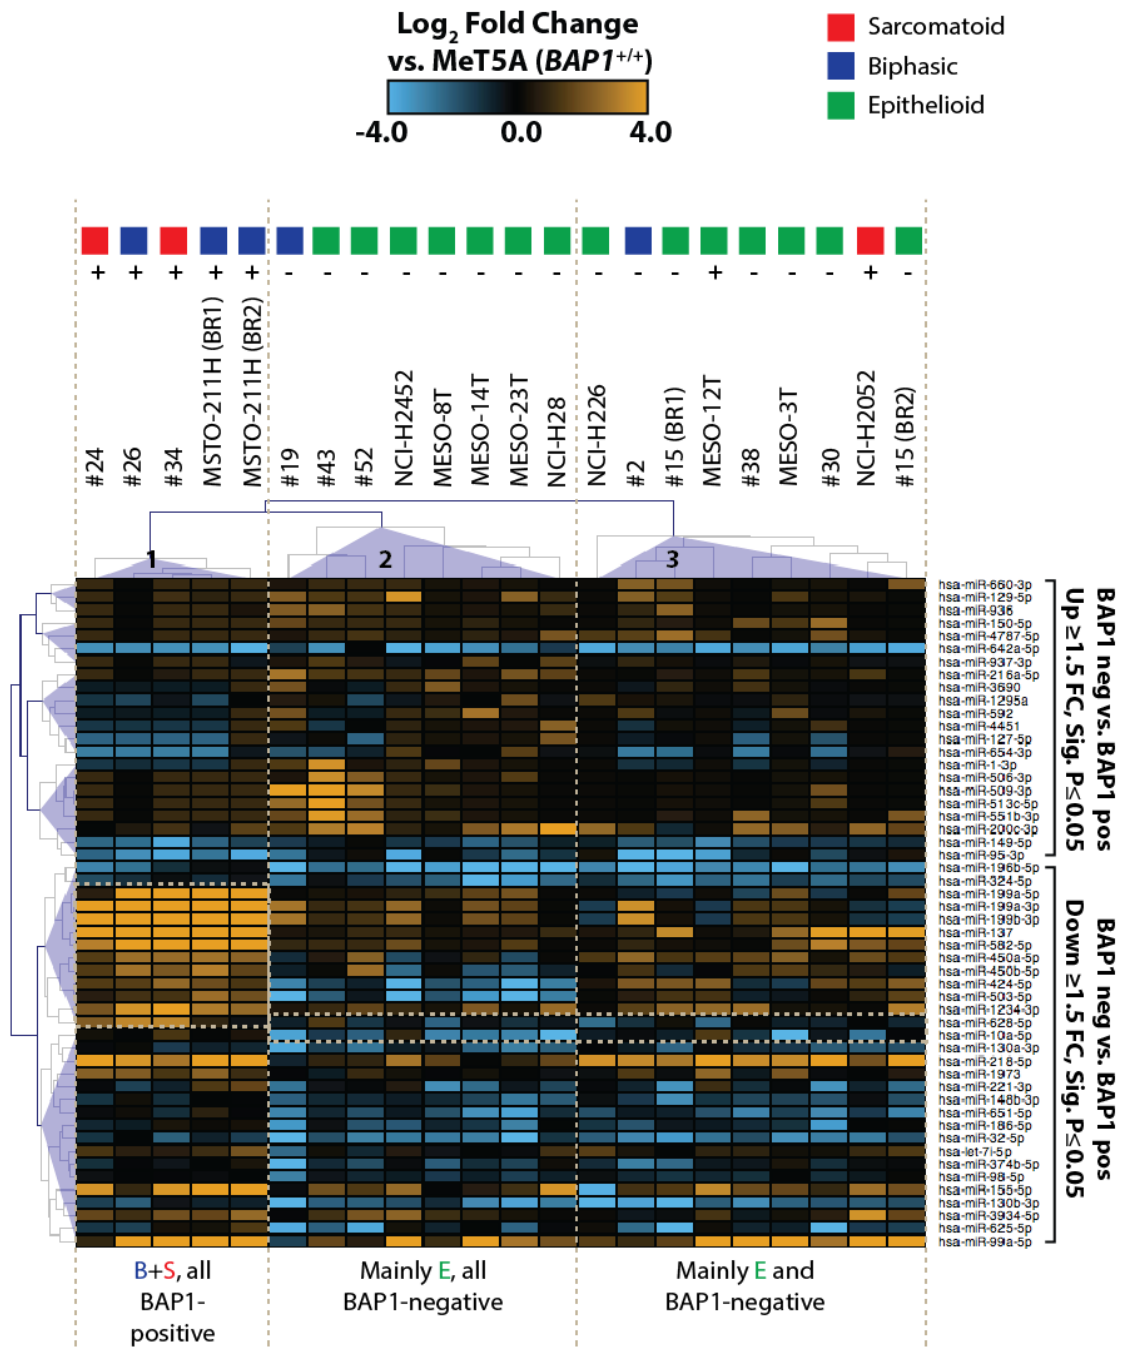 Log2 Fold Change
vs. MeT5A (BAP1+/+)
-4.0 0.0 4.0
Sarcomatoid
Biphasic
Epithelioid
+ + + + + - - - - - - - - - - - + - - - + -
#24
#26
#34
MSTO-211H (BR1)
MSTO-211H (BR2)
#19
#43
#52
NCI-H2452
MESO-8T
MESO-14T
MESO-23T
NCI-H28
NCI-H226
#2
#15 (BR1)
MESO-12T
#38
MESO-3T
#30
NCI-H2052
#15 (BR2)
1 2 3
hsa-miR-660-3p
hsa-miR-129-5p
hsa-miR-936
hsa-miR-150-5p
hsa-miR-4787-5p
hsa-miR-642a-5p
hsa-miR-937-3p
hsa-miR-216a-5p
hsa-miR-3690
hsa-miR-1295a
hsa-miR-592
hsa-miR-4451
hsa-miR-127-5p
hsa-miR-654-3p
hsa-miR-1-3p
hsa-miR-506-3p
hsa-miR-509-3p
hsa-miR-513c-5p
hsa-miR-551b-3p
hsa-miR-200c-3p
hsa-miR-149-5p
hsa-miR-95-3p
hsa-miR-196b-5p
hsa-miR-324-5p
hsa-miR-199a-5p
hsa-miR-199a-3p
hsa-miR-199b-3p
hsa-miR-137
hsa-miR-582-5p
hsa-miR-450a-5p
hsa-miR-450b-5p
hsa-miR-424-5p
hsa-miR-503-5p
hsa-miR-1234-3p
hsa-miR-628-5p
hsa-miR-10a-5p
hsa-miR-130a-3p
hsa-miR-218-5p
hsa-miR-1973
hsa-miR-221-3p
hsa-miR-148b-3p
hsa-miR-651-5p
hsa-miR-186-5p
hsa-miR-32-5p
hsa-let-7i-5p
hsa-miR-374b-5p
hsa-miR-98-5p
hsa-miR-155-5p
hsa-miR-130b-3p
hsa-miR-3934-5p
hsa-miR-625-5p
hsa-miR-99a-5p
BAP1 neg vs. BAP1 pos
Up ≥1.5 FC, Sig. P≤0.05
BAP1 neg vs. BAP1 pos
Down ≥1.5 FC, Sig. P≤0.05
B+S, all
BAP1-
positive
Mainly E, all
BAP1-negative
Mainly E and
BAP1-negative